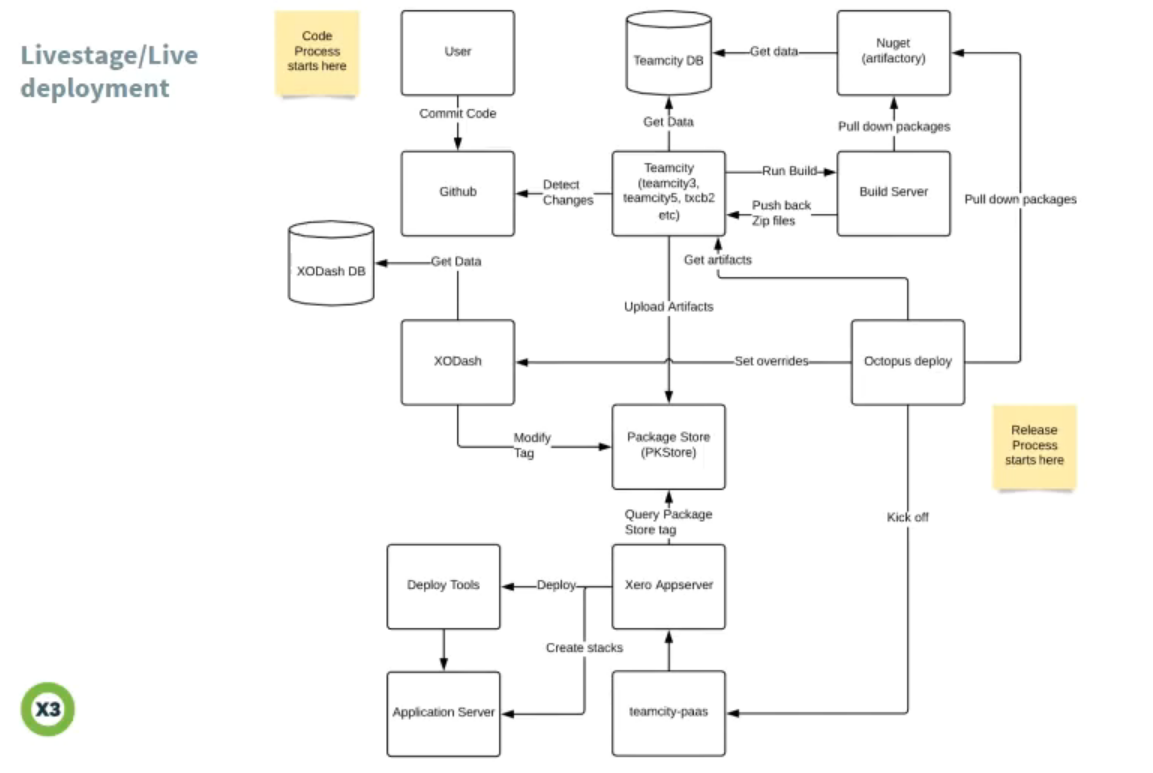 Livestage/Live
deployment
Code
Process
starts here
User
Teamcity DB
Get data
Nuget
(artifactory)
Commit Code
Get Data
Pull down packages
Github
Detect
Changes
Teamcity
(teamcity3,
teamcity5, txcb2
etc)
Run Build
Push back
Zip files
Build Server
Pull down packages
XODash DB
Get Data
Get artifacts
Upload Artifacts
XODash
Set overrides
Octopus deploy
Modify
Tag
Package Store
(PKStore)
Release
Process
starts here
Query Package
Store tag
Kick off
Deploy Tools
Deploy
Xero Appserver
Create stacks
Application Server
teamcity-paas
X3